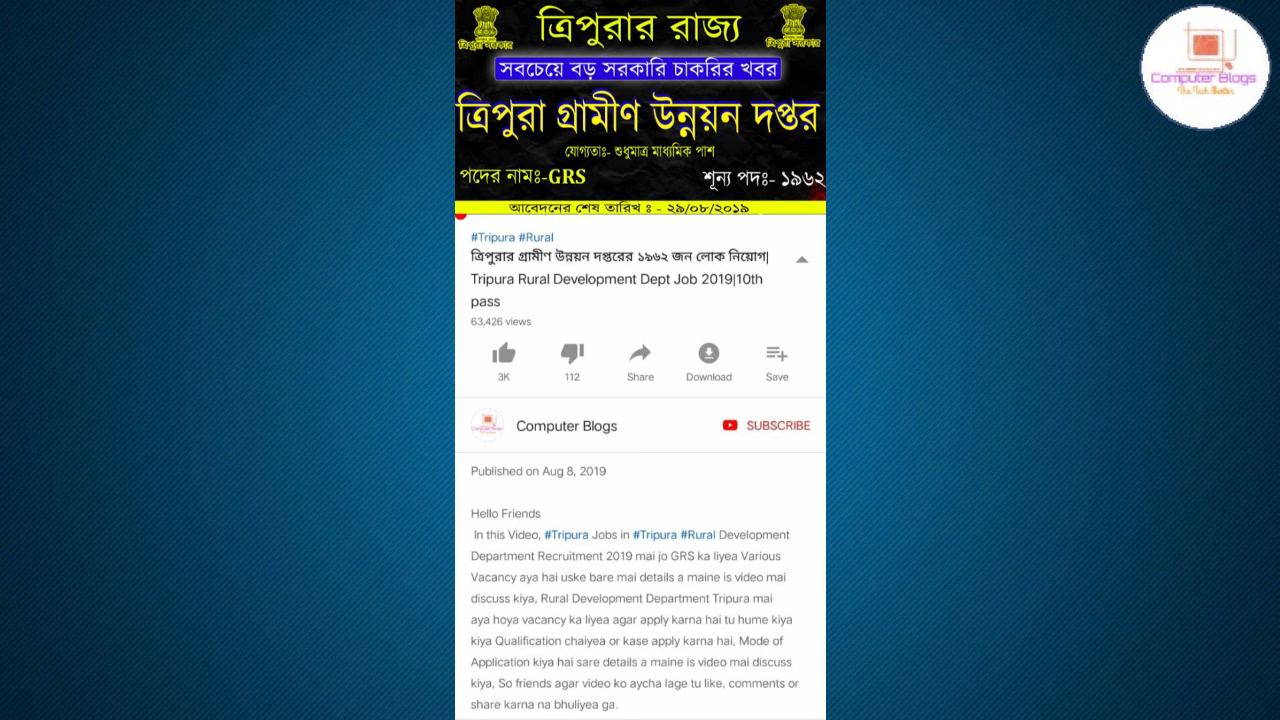 ত্রিপুরার রাজ্য
ত্রিপুরা সরকার
ত্রিপুরা সরকার
সবচেয়ে বড় সরকারি চাকরির খবর
ত্রিপুরা গ্রামীণ উন্নয়ন দপ্তর
যোগ্যতাঃ- শুধুমাত্র মাধ্যমিক পাশ
পদের নামঃ-GRS
শূন্য পদঃ- ১৯৬২
আবেদনের শেষ তারিখ ঃ - ২৯/০৮/২০১৯
Computer Blogs
The Tech Master
#Tripura #Rural
ত্রিপুরার গ্রামীণ উন্নয়ন দপ্তরের ১৯৬২ জন লোক নিয়োগ|
Tripura Rural Development Dept Job 2019|10th
pass
63,426 views
3K
112
Share
Download
Save
Computer Blogs
SUBSCRIBE
Published on Aug 8, 2019
Hello Friends
In this Video, #Tripura Jobs in #Tripura #Rural Development
Department Recruitment 2019 mai jo GRS ka liyea Various
Vacancy aya hai uske bare mai details a maine is video mai
discuss kiya, Rural Development Department Tripura mai
aya hoya vacancy ka liyea agar apply karna hai tu hume kiya
kiya Qualification chaiyea or kase apply karna hai, Mode of
Application kiya hai sare details a maine is video mai discuss
kiya, So friends agar video ko aycha lage tu like, comments or
share karna na bhuliyea ga.